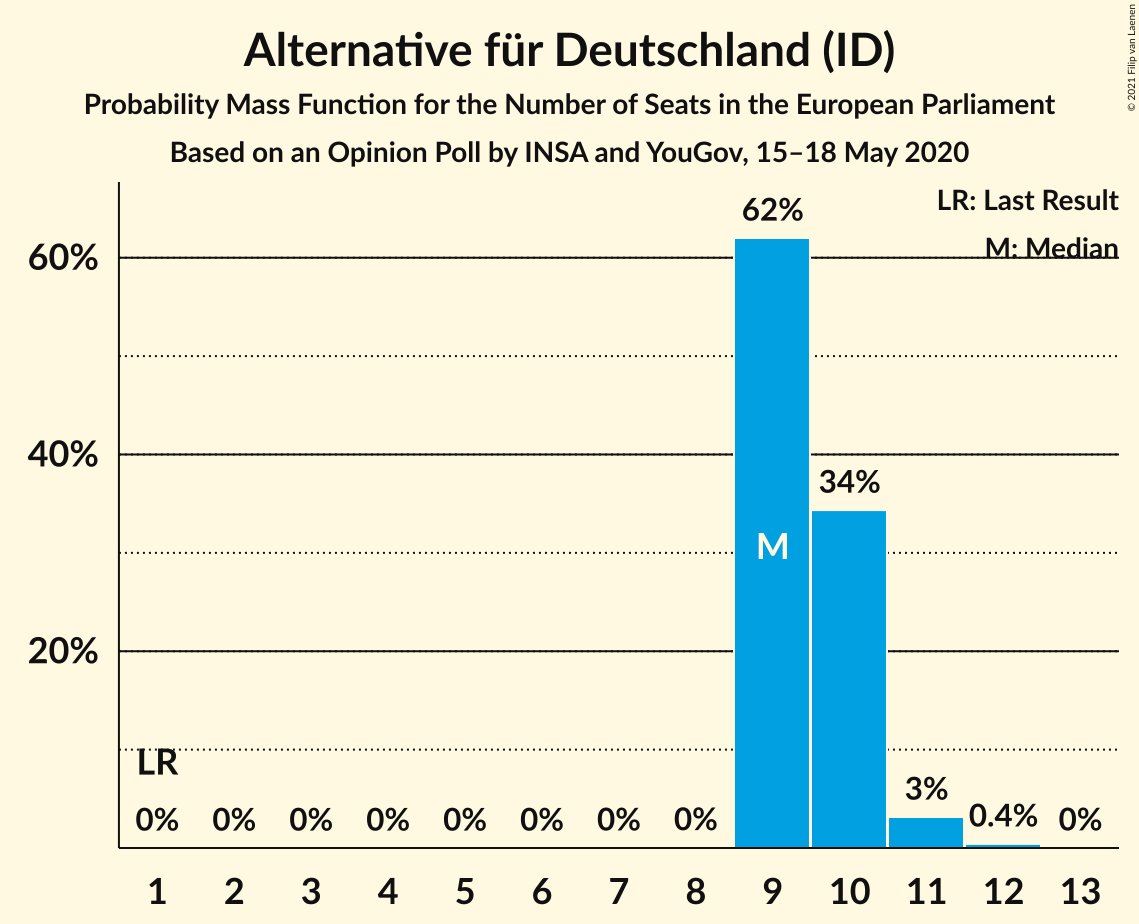 Alternative für Deutschland (ID)
Probability Mass Function for the Number of Seats in the European Parliament
Based on an Opinion Poll by INSA and YouGov, 15–18 May 2020
© 2021 Filip van Laenen
LR: Last Result
M: Median
60%
40%
20%
62%
34%
M
LR
0% 0% 0% 0% 0% 0% 0% 0% 3% 0.4% 0%
1 2 3 4 5 6 7 8 9 10 11 12 13